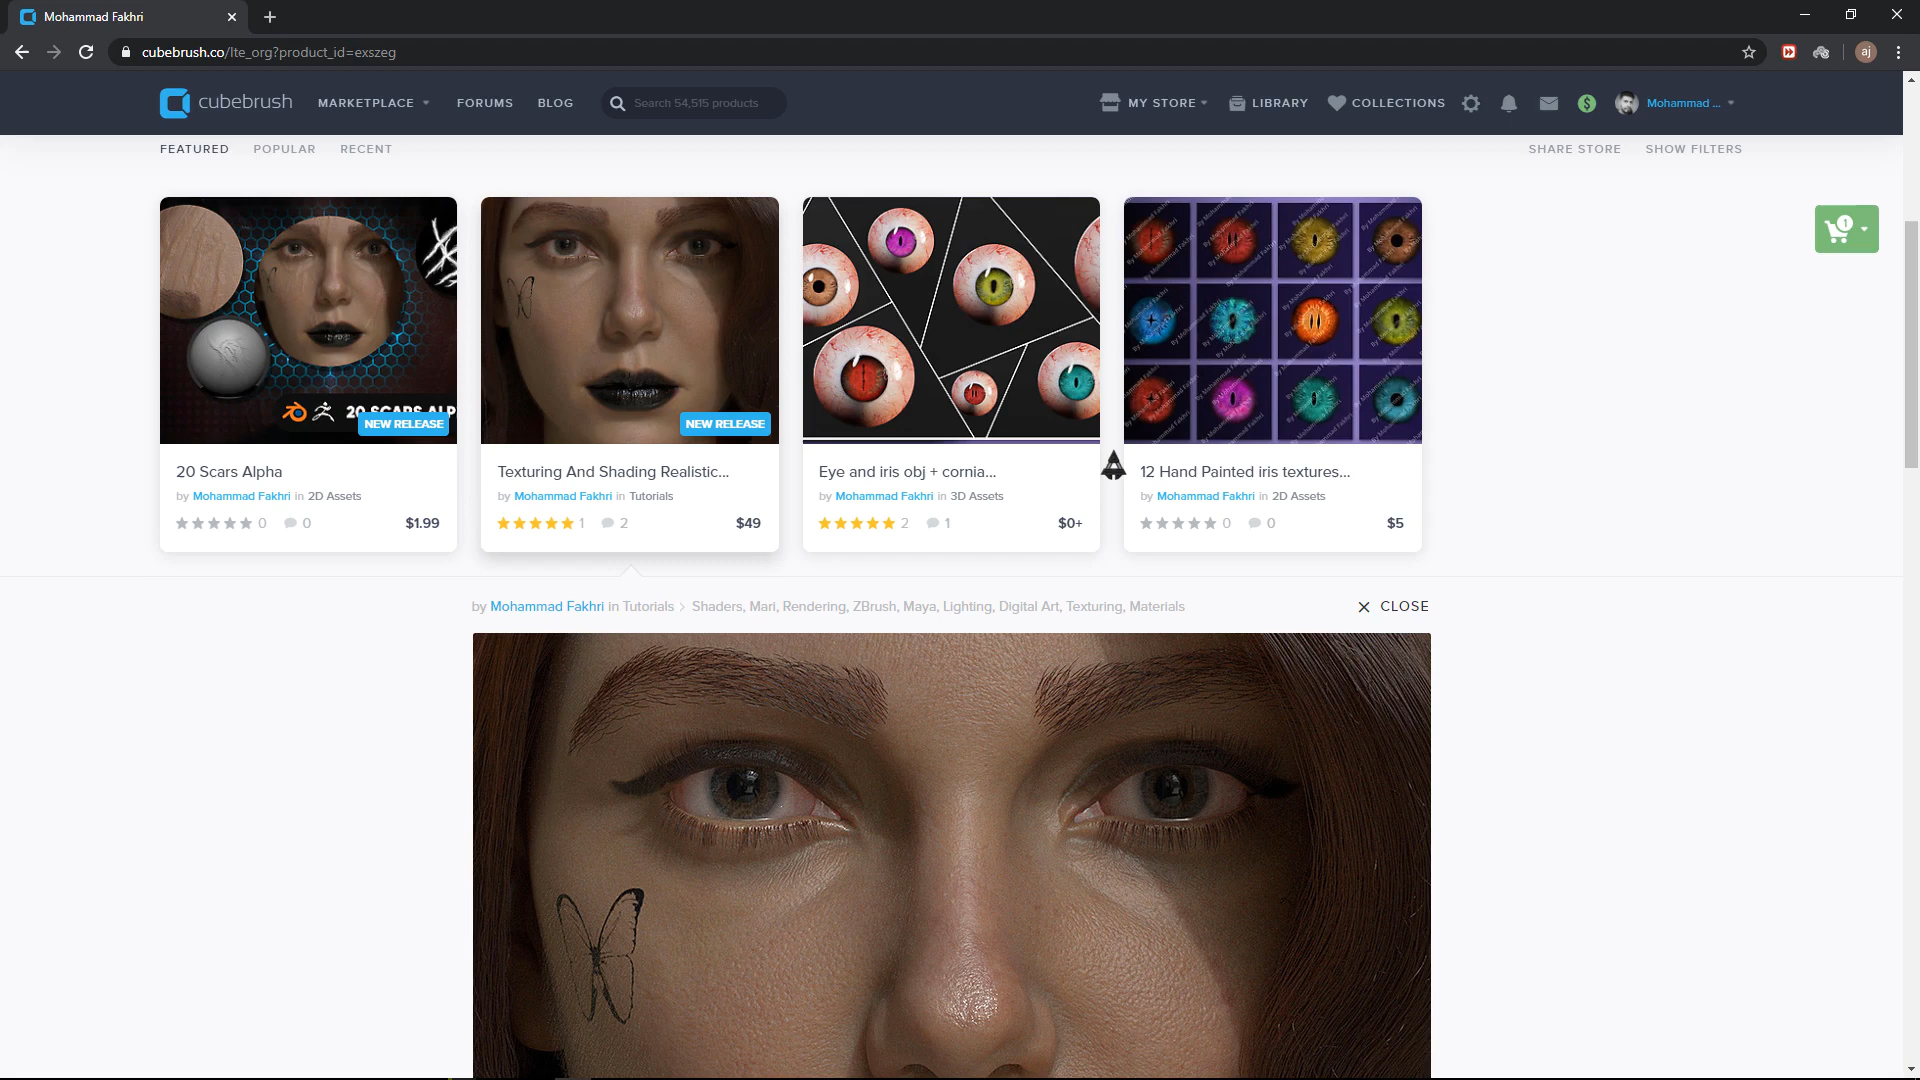 Mohammad Fakhri
cubebrush.co/lte_org?product_id=exszeg
aj
cubebrush
MARKETPLACE
FORUMS
BLOG
Search 54,515 products
MY STORE
LIBRARY
COLLECTIONS
$
Mohammad ...
FEATURED
POPULAR
RECENT
SHARE STORE
SHOW FILTERS
1
NEW RELEASE
NEW RELEASE
By Mohammad Fakhri
20 Scars Alpha
by Mohammad Fakhri in 2D Assets
0 0 $1.99
Texturing And Shading Realistic...
by Mohammad Fakhri in Tutorials
1 2 $49
Eye and iris obj + cornia...
by Mohammad Fakhri in 3D Assets
2 1 $0+
12 Hand Painted iris textures...
by Mohammad Fakhri in 2D Assets
0 0 $5
by Mohammad Fakhri in Tutorials > Shaders, Mari, Rendering, ZBrush, Maya, Lighting, Digital Art, Texturing, Materials
CLOSE